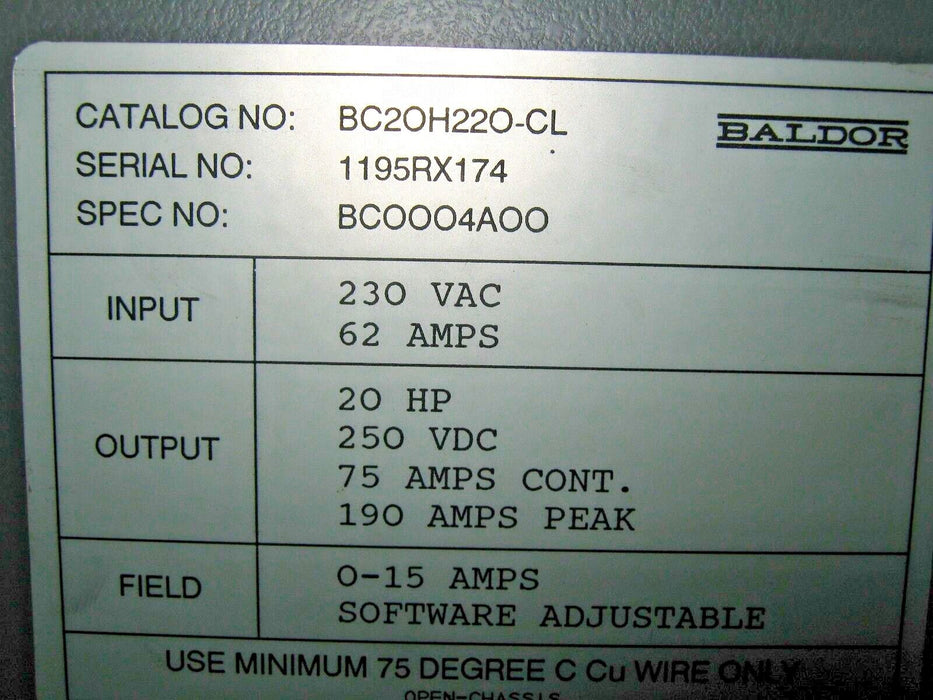 CATALOG NO: BC20H220-CL
BALDOR
SERIAL NO: 1195RX174
SPEC NO: BC0004A00
INPUT
230 VAC
62 AMPS
OUTPUT
20 HP
250 VDC
75 AMPS CONT.
190 AMPS PEAK
FIELD
0-15 AMPS
SOFTWARE ADJUSTABLE
USE MINIMUM 75 DEGREE C Cu WIRE ONLY
OPEN-CHASSIS